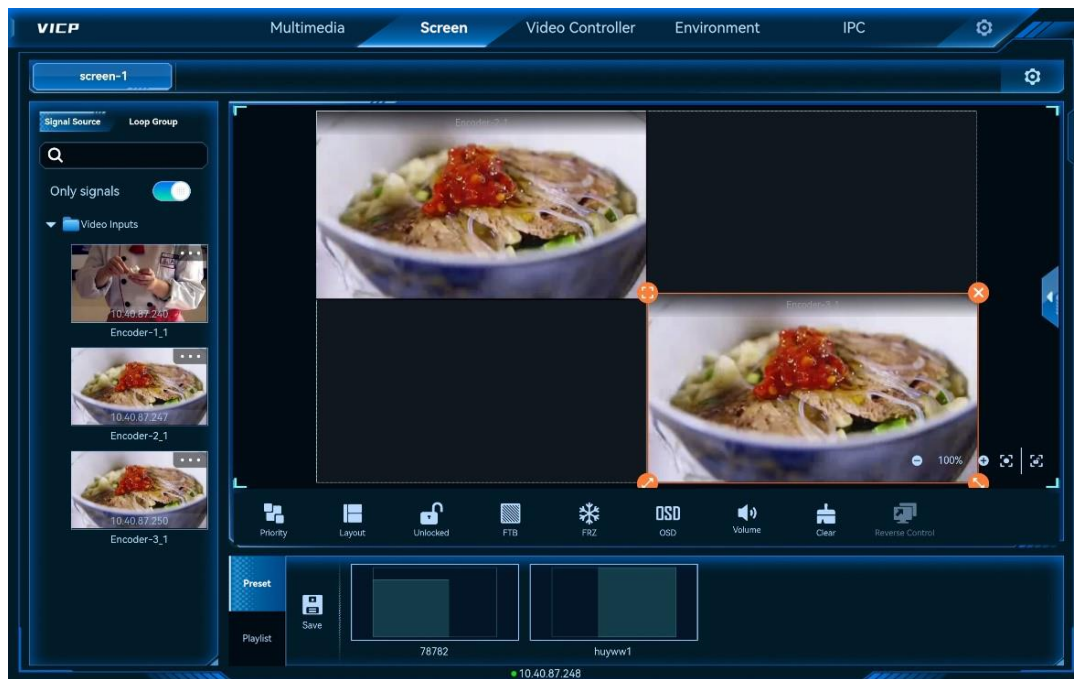 VICP
Multimedia
Screen
Video Controller
Environment
IPC
screen-1
Signal Source
Loop Group
Only signals
Video Inputs
10.40.87.240
Encoder-1_1
10.40.87.247
Encoder-2_1
10.40.87.250
Encoder-3_1
Encoder-2_1
100%
Priority
Layout
Unlocked
FTB
FRZ
OSD
OSD
Volume
Clear
Reverse Control
Preset
Playlist
Save
78782
huyww1
10.40.87.248